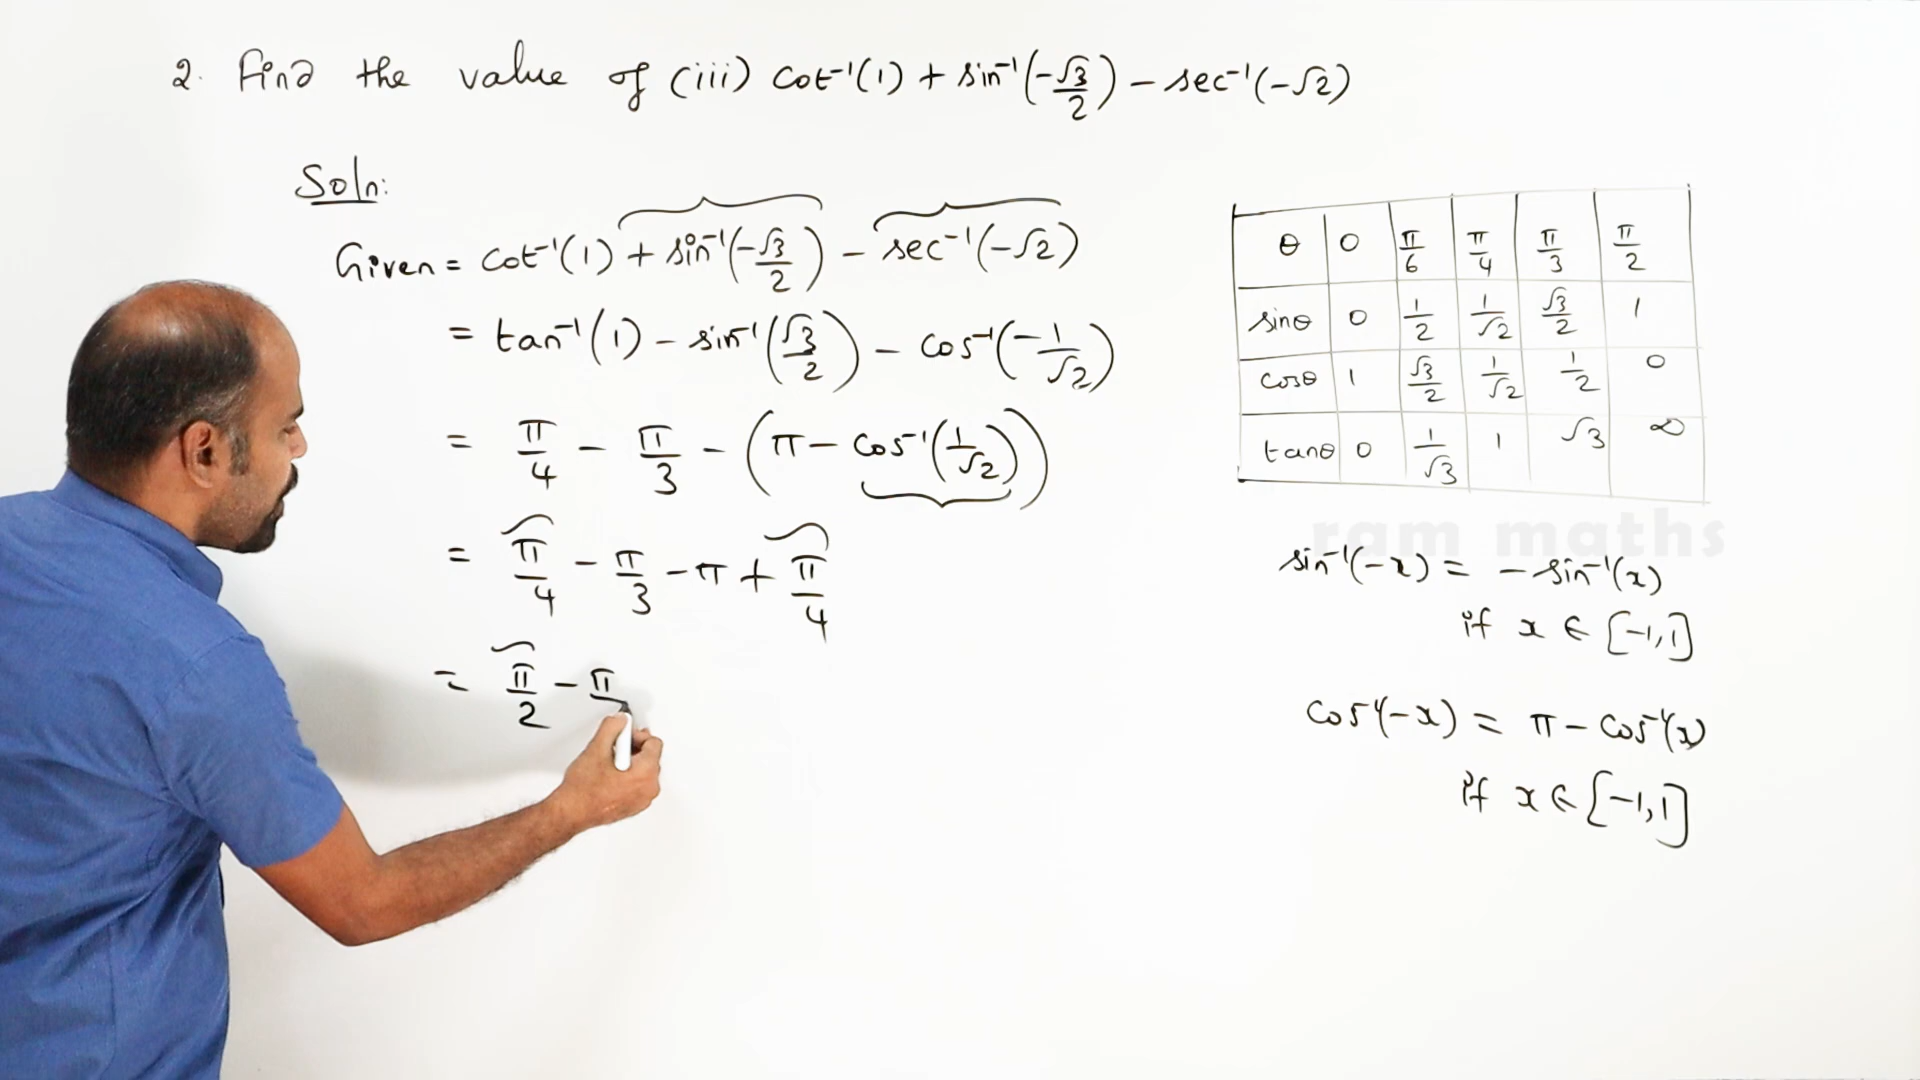 2. Find the value of (iii) cot⁻¹(1) + sin⁻¹(-√3/2) - sec⁻¹(-√2)
Soln:
Given = cot⁻¹(1) + sin⁻¹(-√3/2) - sec⁻¹(-√2)
= tan⁻¹(1) - sin⁻¹(√3/2) - cos⁻¹(-1/√2)
= π/4 - π/3 - (π - cos⁻¹(1/√2))
= π/4 - π/3 - π + π/4
= π/2 - π
θ 0 π/6 π/4 π/3 π/2
sinθ 0 1/2 1/√2 √3/2 1
cosθ 1 √3/2 1/√2 1/2 0
tanθ 0 1/√3 1 √3 ∞
ram maths
sin⁻¹(-x) = -sin⁻¹(x)
if x ∈ [-1,1]
cos⁻¹(-x) = π - cos⁻¹(x)
if x ∈ [-1,1]